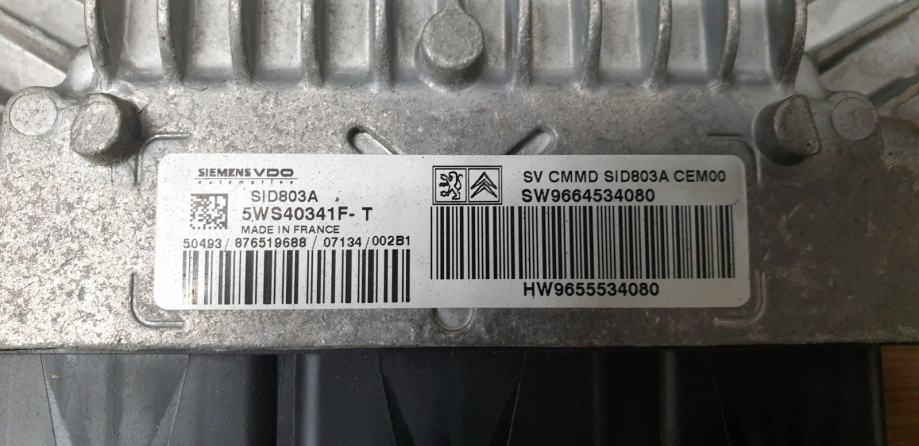 SIEMENS VDO
Automotive
SID803A
5WS40341F-T
MADE IN FRANCE
50493/876519688/07134/002B1
SV CMMD SID803A CEM00
SW9664534080
HW9655534080